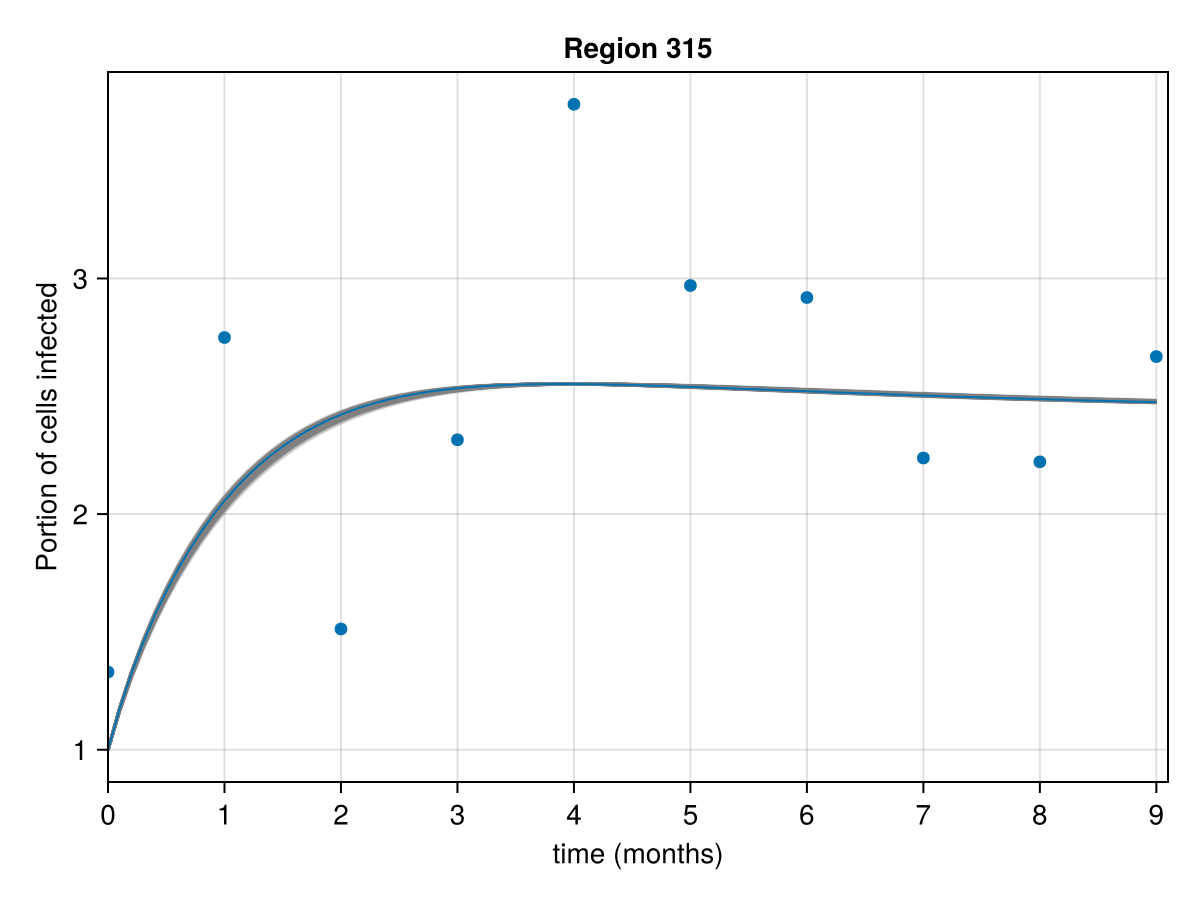 Region 315
Portion of cells infected
3
2
1
0 1 2 3 4 5 6 7 8 9
time (months)